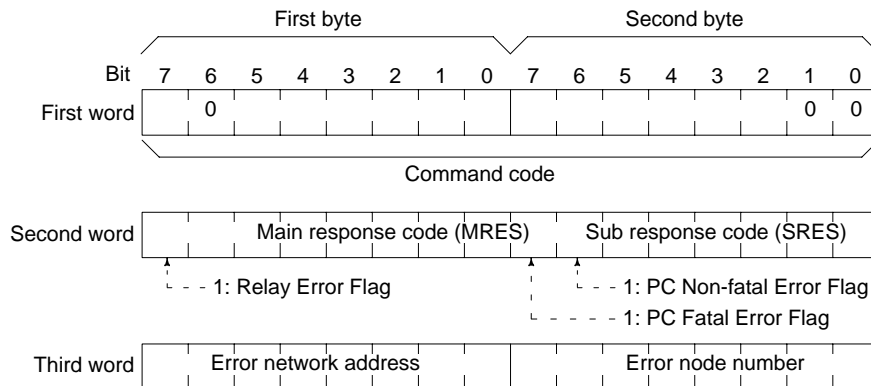 First byte Second byte
Bit 7 6 5 4 3 2 1 0 7 6 5 4 3 2 1 0
First word 0 0 0
Command code
Second word Main response code (MRES) Sub response code (SRES)
1: Relay Error Flag 1: PC Non-fatal Error Flag
1: PC Fatal Error Flag
Third word Error network address Error node number